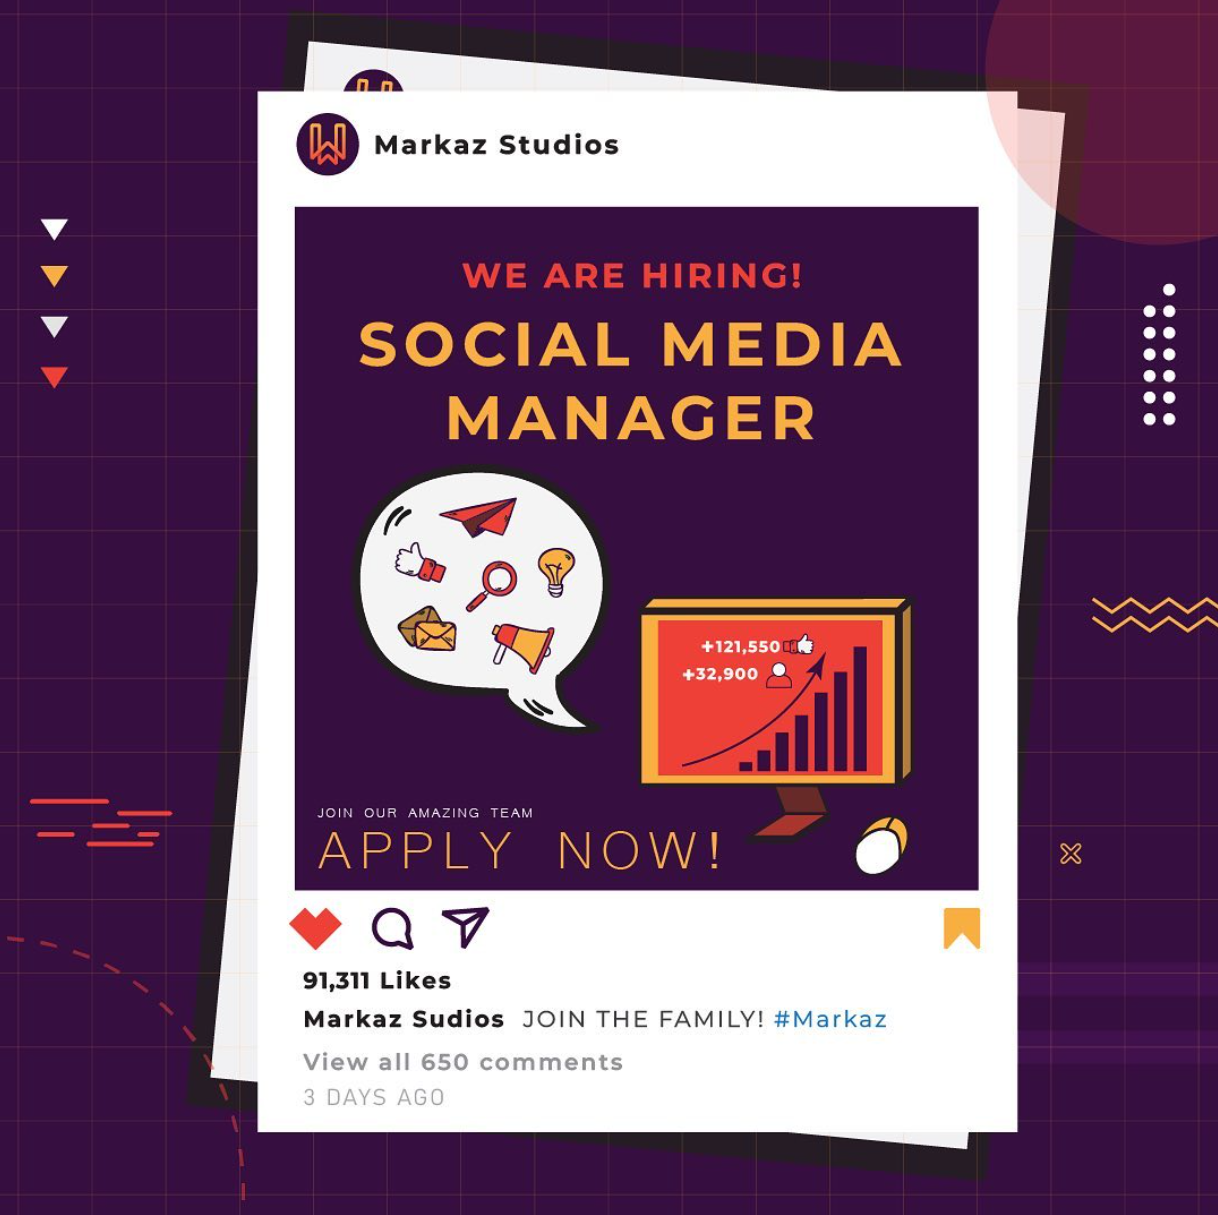 Markaz Studios
WE ARE HIRING!
SOCIAL MEDIA
MANAGER
+121,550
+32,900
JOIN OUR AMAZING TEAM
APPLY NOW!
91,311 Likes
Markaz Sudios JOIN THE FAMILY! #Markaz
View all 650 comments
3 DAYS AGO